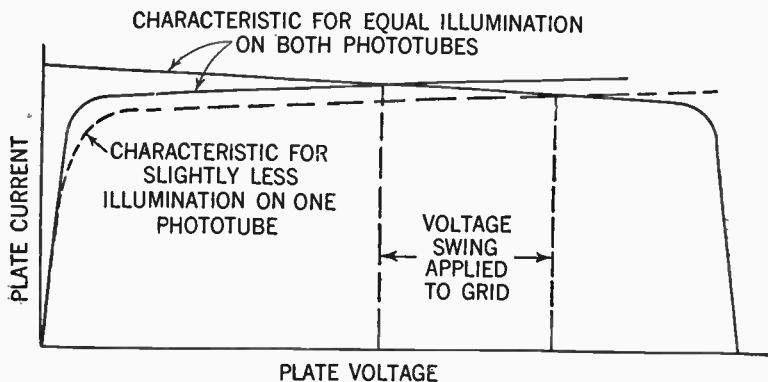 CHARACTERISTIC FOR EQUAL ILLUMINATION
ON BOTH PHOTOTUBES
CHARACTERISTIC FOR
SLIGHTLY LESS
ILLUMINATION ON ONE
PHOTOTUBE
VOLTAGE
SWING
APPLIED
TO GRID
PLATE CURRENT
PLATE VOLTAGE